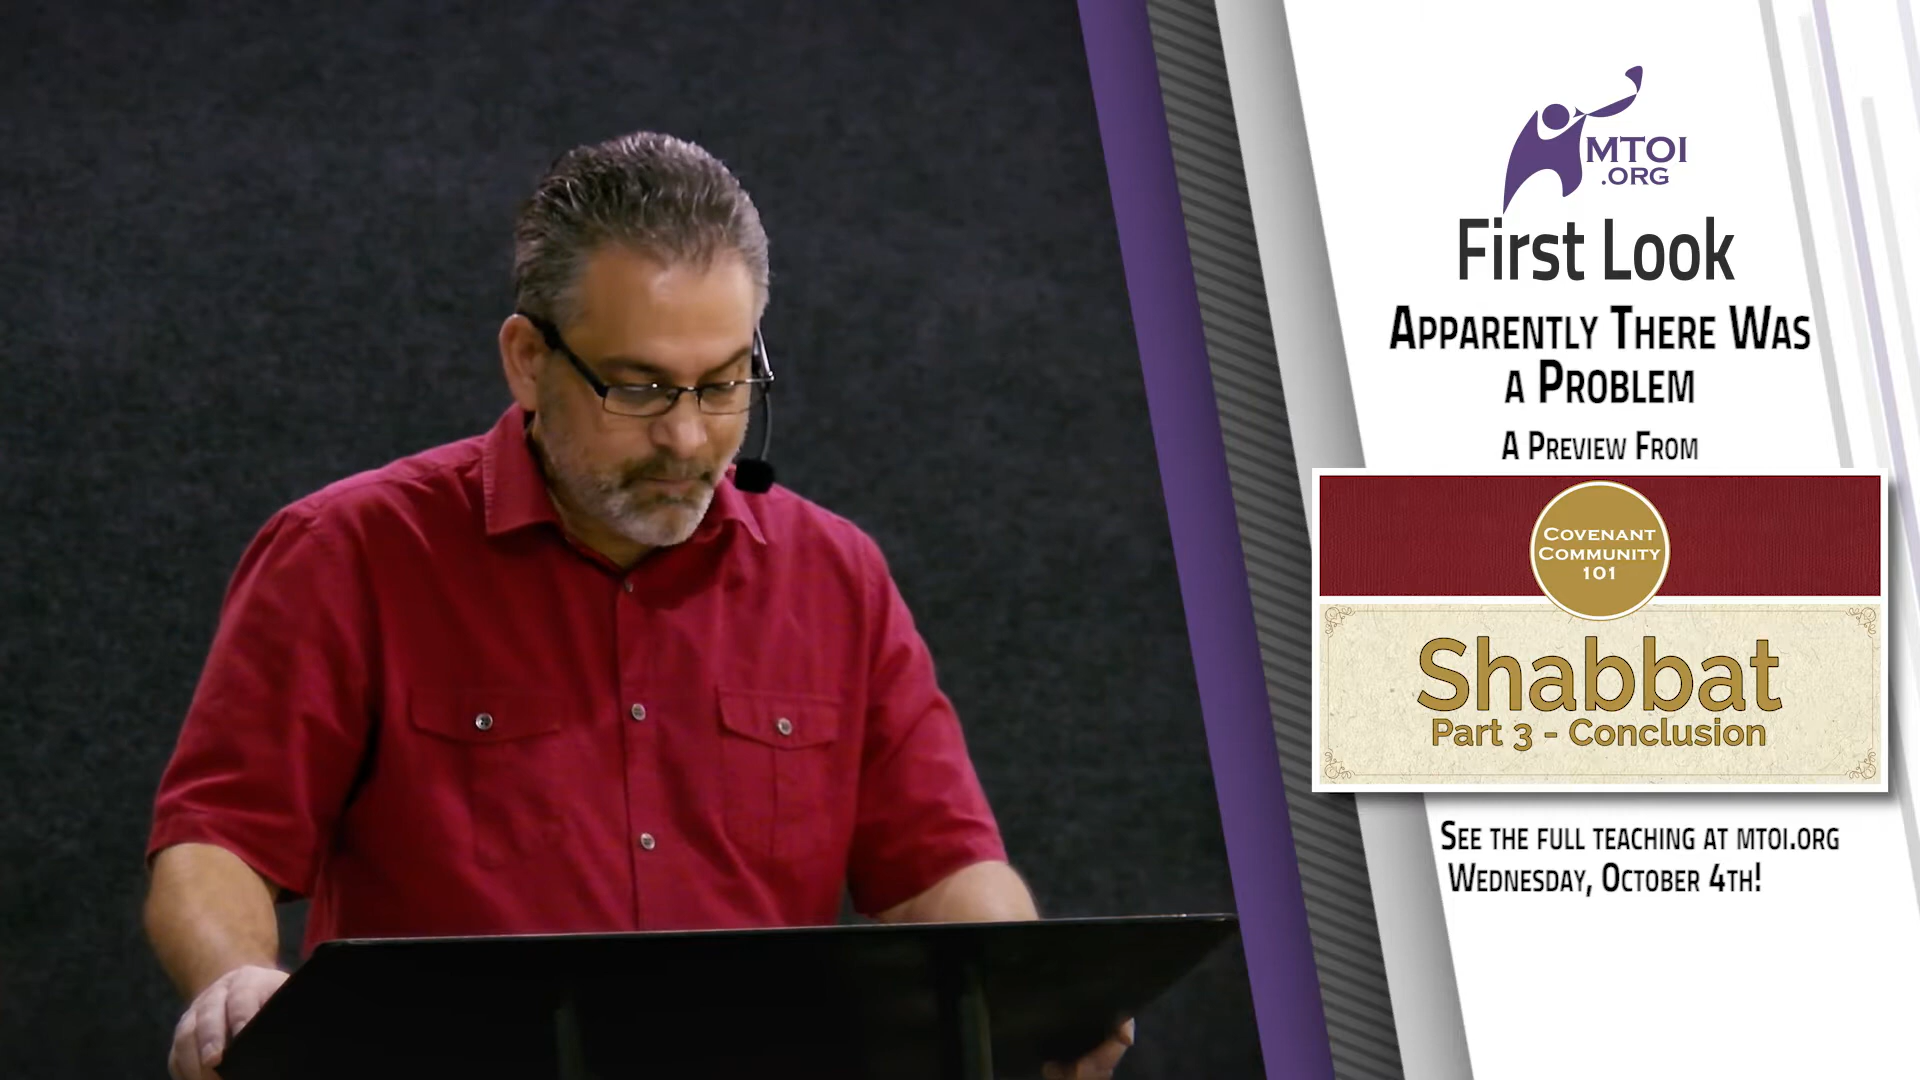 MTOI
.ORG
First Look
Apparently There Was
a Problem
A Preview From
Covenant
Community
101
Shabbat
Part 3 - Conclusion
See the full teaching at mtoi.org
Wednesday, October 4th!